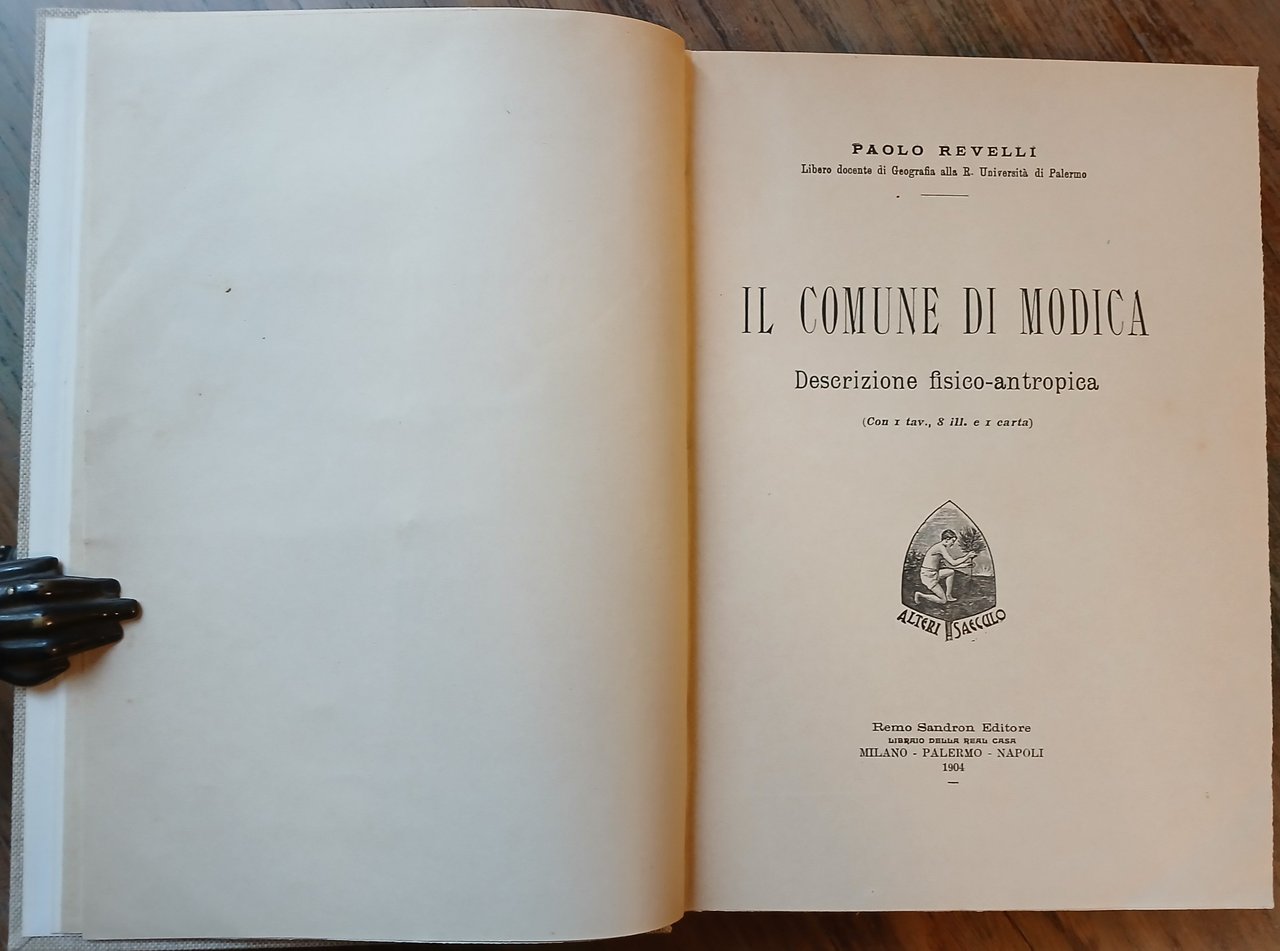 PAOLO REVELLI
Libero docente di Geografia alla R. Università di Palermo
IL COMUNE DI MODICA
Descrizione fisico-antropica
(Con 1 tav., 8 ill. e 1 carta)
ALTERI SAECULO
Remo Sandron Editore
LIBRAIO DELLA REAL CASA
MILANO - PALERMO - NAPOLI
1904